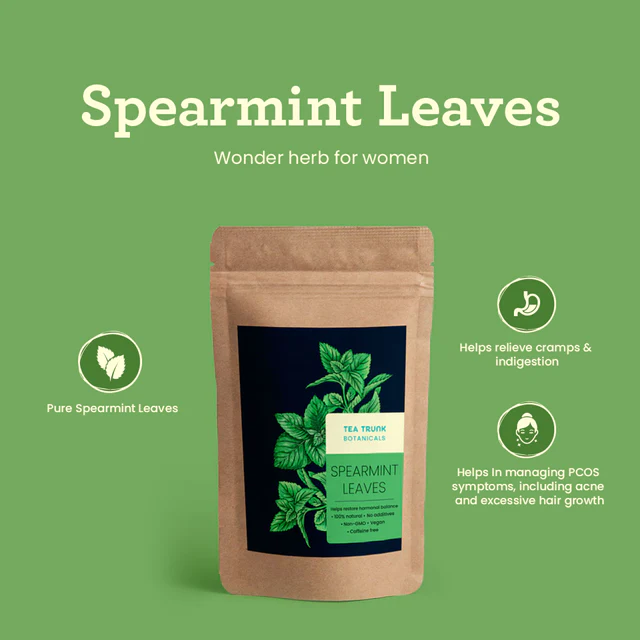 Spearmint Leaves
Wonder herb for women
Helps relieve cramps &
indigestion
Pure Spearmint Leaves
TEA TRUNK
BOTANICALS
SPEARMINT
LEAVES
Helps restore hormonal balance
• 100% natural • No additives
• Non-GMO • Vegan
• Caffeine free
Helps In managing PCOS
symptoms, including acne
and excessive hair growth